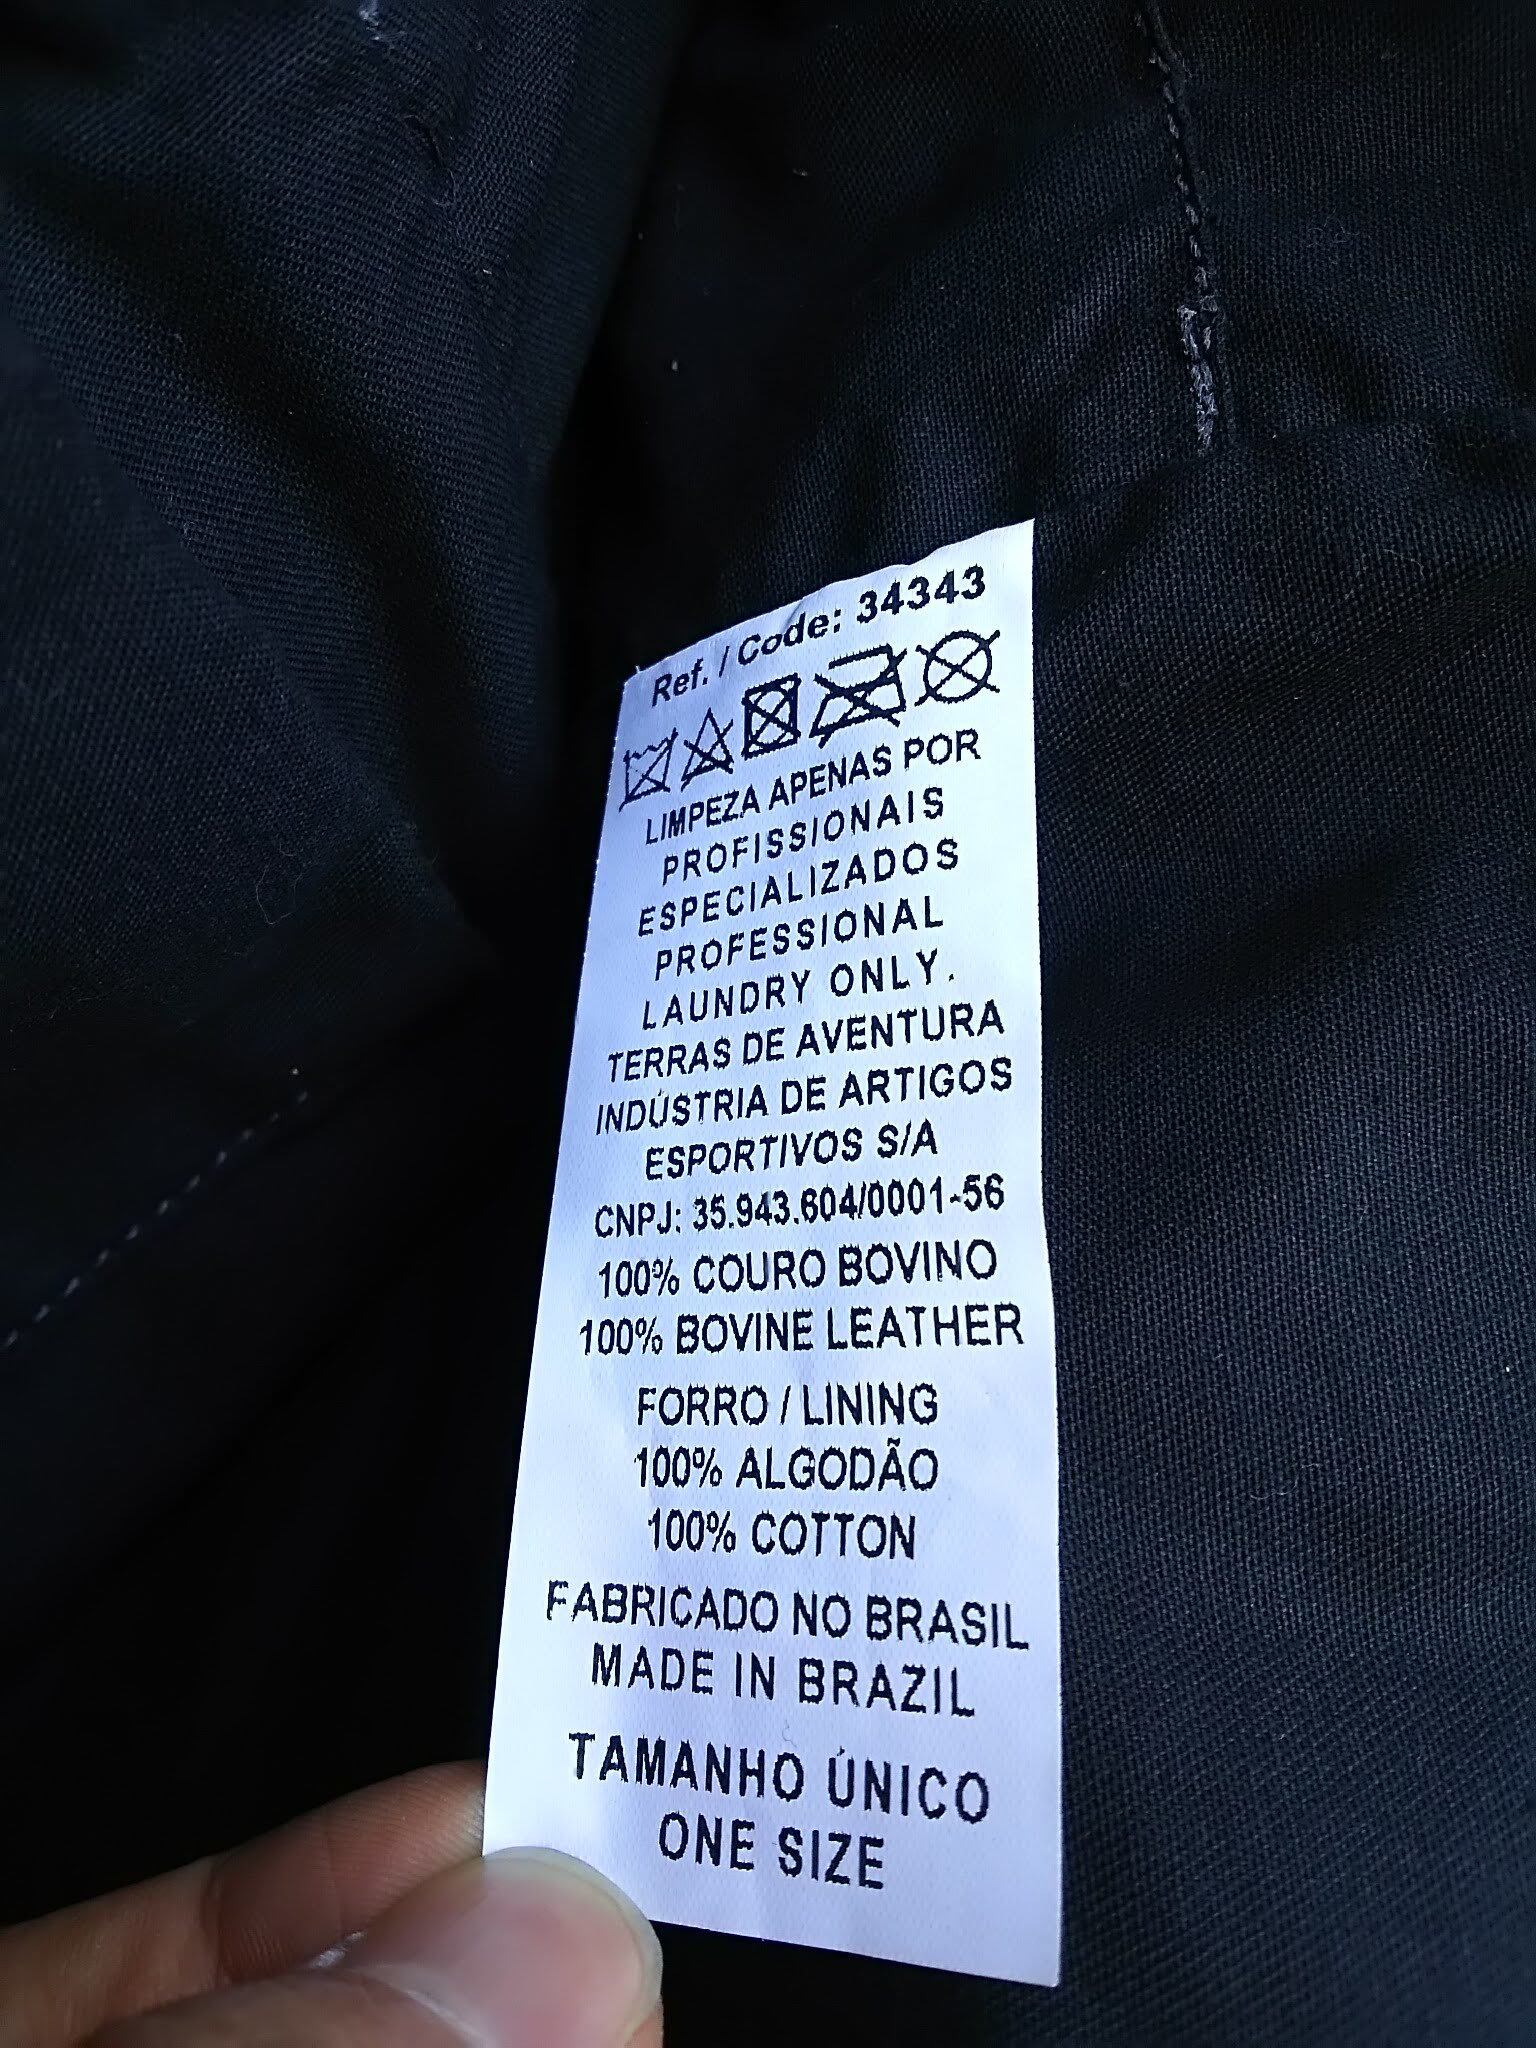 Ref. / Code: 34343
LIMPEZA APENAS POR
PROFISSIONAIS
ESPECIALIZADOS
PROFESSIONAL
LAUNDRY ONLY.
TERRAS DE AVENTURA
INDÚSTRIA DE ARTIGOS
ESPORTIVOS S/A
CNPJ: 35.943.604/0001-56
100% COURO BOVINO
100% BOVINE LEATHER
FORRO / LINING
100% ALGODÃO
100% COTTON
FABRICADO NO BRASIL
MADE IN BRAZIL
TAMANHO ÚNICO
ONE SIZE